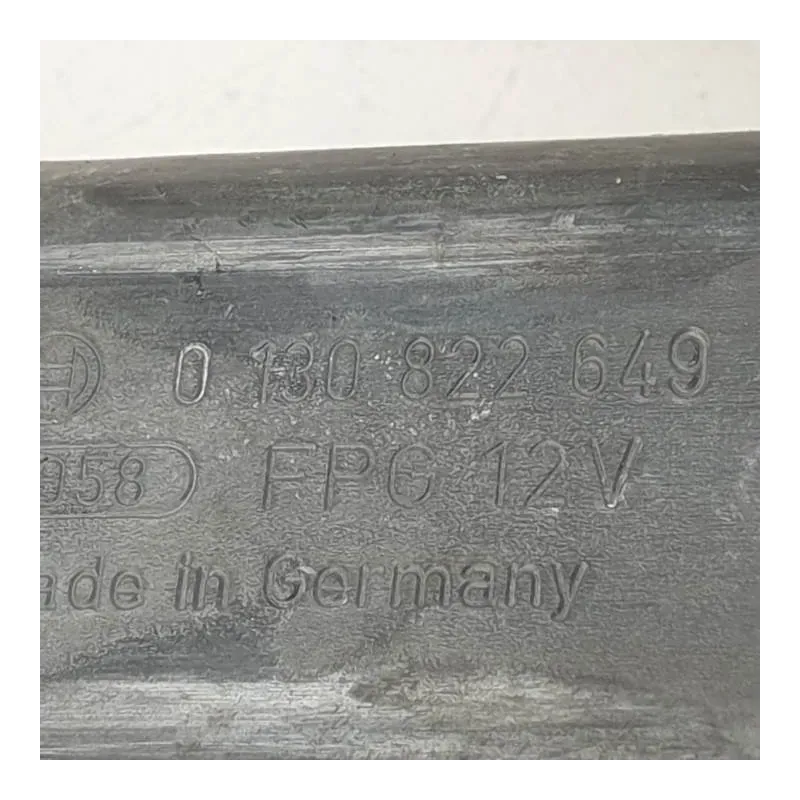 0 130 822 649
958 FPG 12V
ade in Germany